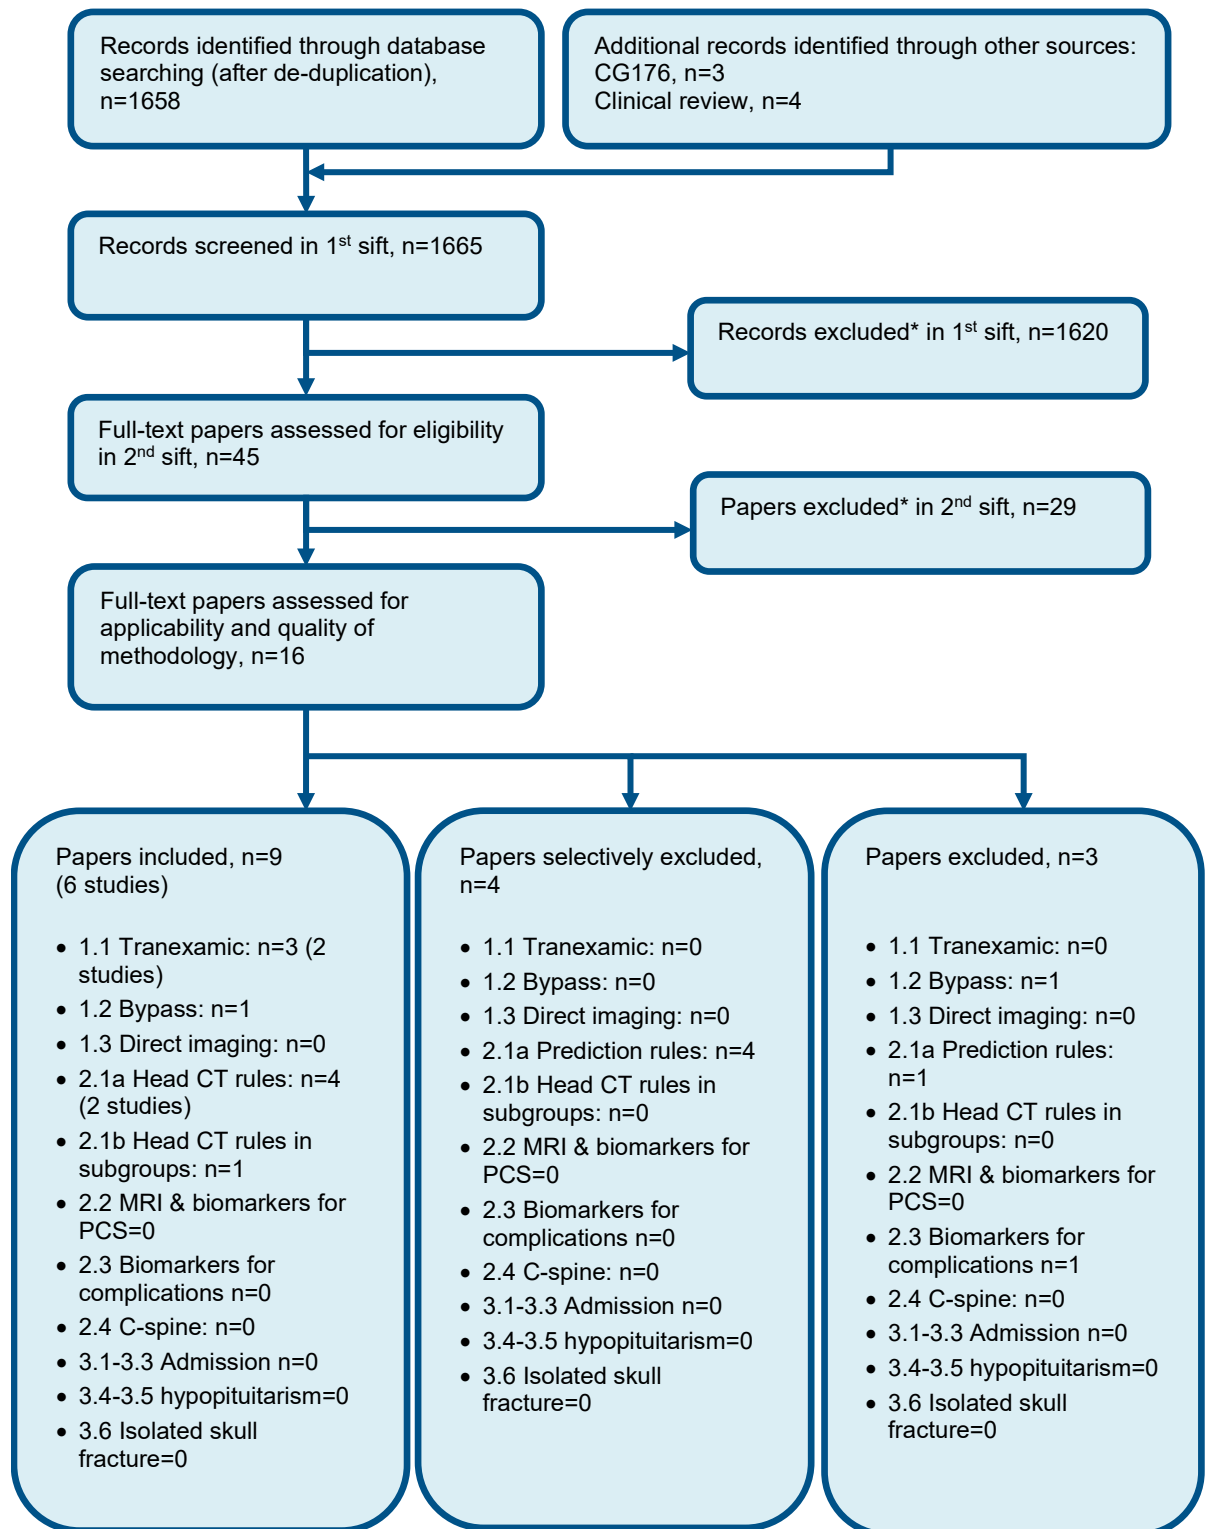 Records identified through database
searching (after de-duplication),
n=1658
Additional records identified through other sources:
CG176, n=3
Clinical review, n=4
Records screened in 1st sift, n=1665
Records excluded* in 1st sift, n=1620
Full-text papers assessed for eligibility
in 2nd sift, n=45
Papers excluded* in 2nd sift, n=29
Full-text papers assessed for
applicability and quality of
methodology, n=16
Papers included, n=9
(6 studies)
• 1.1 Tranexamic: n=3 (2
studies)
• 1.2 Bypass: n=1
• 1.3 Direct imaging: n=0
• 2.1a Head CT rules: n=4
(2 studies)
• 2.1b Head CT rules in
subgroups: n=1
• 2.2 MRI & biomarkers for
PCS=0
• 2.3 Biomarkers for
complications n=0
• 2.4 C-spine: n=0
• 3.1-3.3 Admission n=0
• 3.4-3.5 hypopituitarism=0
• 3.6 Isolated skull
fracture=0
Papers selectively excluded,
n=4
• 1.1 Tranexamic: n=0
• 1.2 Bypass: n=0
• 1.3 Direct imaging: n=0
• 2.1a Prediction rules: n=4
• 2.1b Head CT rules in
subgroups: n=0
• 2.2 MRI & biomarkers for
PCS=0
• 2.3 Biomarkers for
complications n=0
• 2.4 C-spine: n=0
• 3.1-3.3 Admission n=0
• 3.4-3.5 hypopituitarism=0
• 3.6 Isolated skull
fracture=0
Papers excluded, n=3
• 1.1 Tranexamic: n=0
• 1.2 Bypass: n=1
• 1.3 Direct imaging: n=0
• 2.1a Prediction rules:
n=1
• 2.1b Head CT rules in
subgroups: n=0
• 2.2 MRI & biomarkers for
PCS=0
• 2.3 Biomarkers for
complications n=1
• 2.4 C-spine: n=0
• 3.1-3.3 Admission n=0
• 3.4-3.5 hypopituitarism=0
• 3.6 Isolated skull
fracture=0